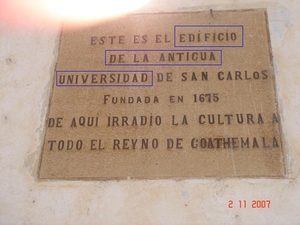 ESTE ES EL EDIFICIO
DE LA ANTIGUA
UNIVERSIDAD DE SAN CARLOS
FUNDADA EN 1675
DE AQUI IRRADIO LA CULTURA A
TODO EL REYNO DE GOATHEMALA
2 11 2007